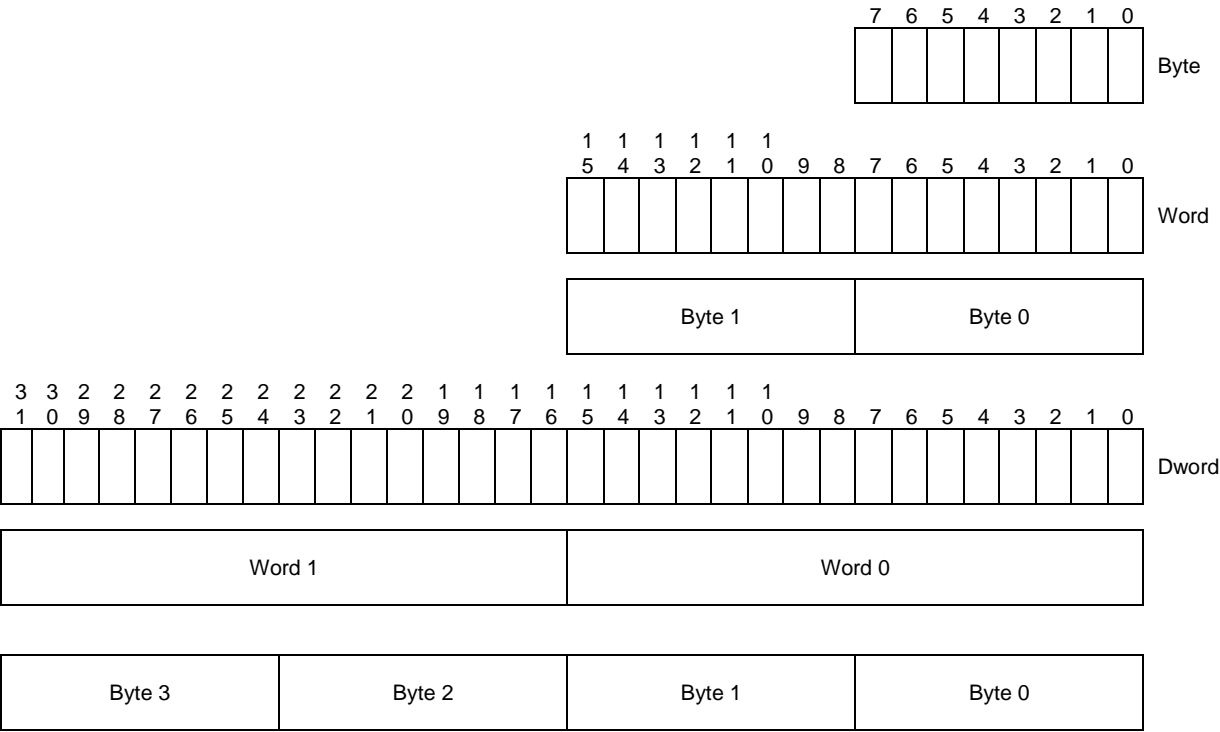 7 6 5 4 3 2 1 0
Byte
1 1 1 1 1 1
5 4 3 2 1 0 9 8 7 6 5 4 3 2 1 0
Word
Byte 1 Byte 0
3 3 2 2 2 2 2 2 2 2 2 2 1 1 1 1 1 1 1 1 1 1
1 0 9 8 7 6 5 4 3 2 1 0 9 8 7 6 5 4 3 2 1 0 9 8 7 6 5 4 3 2 1 0
Dword
Word 1 Word 0
Byte 3 Byte 2 Byte 1 Byte 0